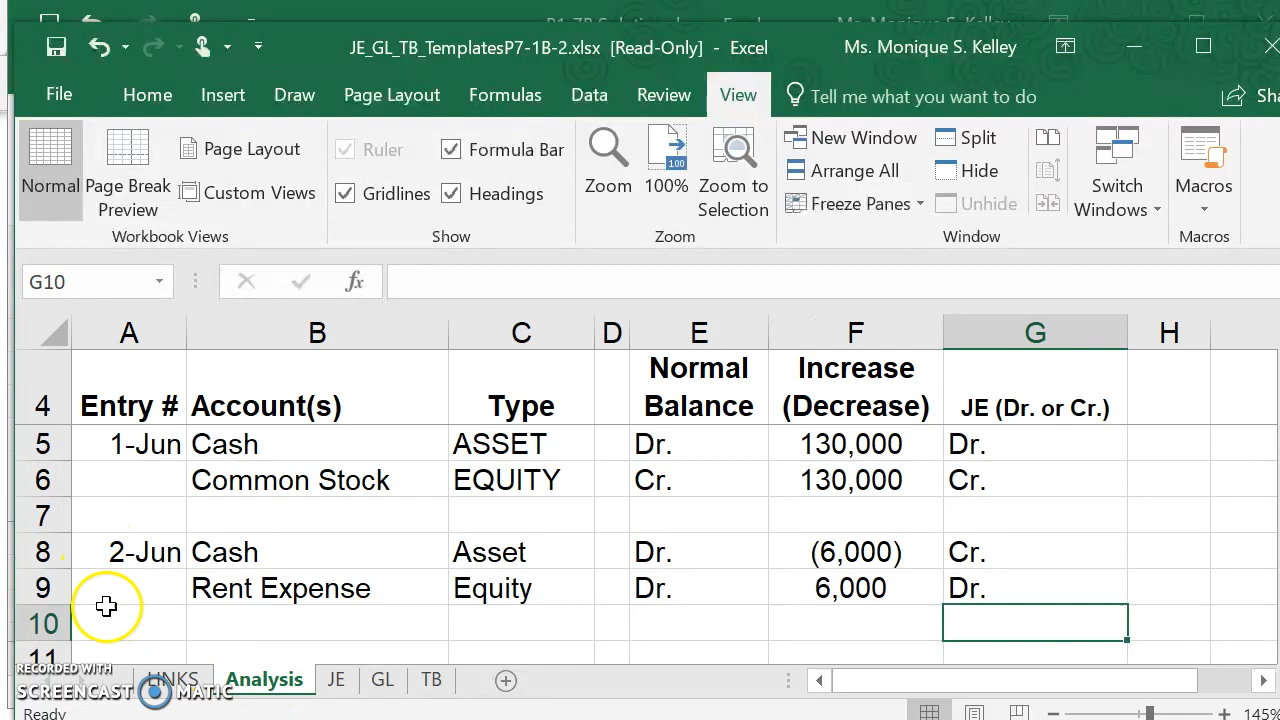 JE_GL_TB_TemplatesP7-1B-2.xlsx [Read-Only] - Excel
Ms. Monique S. Kelley
File Home Insert Draw Page Layout Formulas Data Review View Tell me what you want to do
Normal
Page Break Preview
Page Layout
Custom Views
Workbook Views
Ruler
Formula Bar
Gridlines
Headings
Show
Zoom
100
100%
Zoom to Selection
Zoom
New Window
Arrange All
Freeze Panes
Split
Hide
Unhide
Window
Switch Windows
Macros
Macros
G10 fx
A B C D E F G H
4 Entry # Account(s) Type Normal Balance Increase (Decrease) JE (Dr. or Cr.)
5 1-Jun Cash ASSET Dr. 130,000 Dr.
6 Common Stock EQUITY Cr. 130,000 Cr.
7
8 2-Jun Cash Asset Dr. (6,000) Cr.
9 Rent Expense Equity Dr. 6,000 Dr.
10
11
RECORDED WITH
SCREENCAST MATIC
LINKS Analysis JE GL TB
Ready 145%